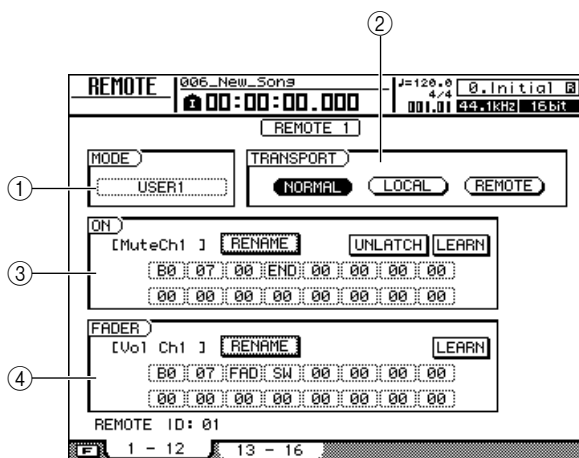 ②
REMOTE 006_New_Song ♩=120.0 4/4 0.Initial R
00:00:00.000 001.01 44.1kHz 16bit
REMOTE 1
MODE TRANSPORT
① USER1 NORMAL LOCAL REMOTE
ON
[MuteCh1 ] RENAME UNLATCH LEARN
③ B0 07 00 END 00 00 00 00
00 00 00 00 00 00 00 00
FADER
[Vol Ch1 ] RENAME LEARN
④ B0 07 FAD SW 00 00 00 00
00 00 00 00 00 00 00 00
REMOTE ID: 01
F 1 - 12 13 - 16